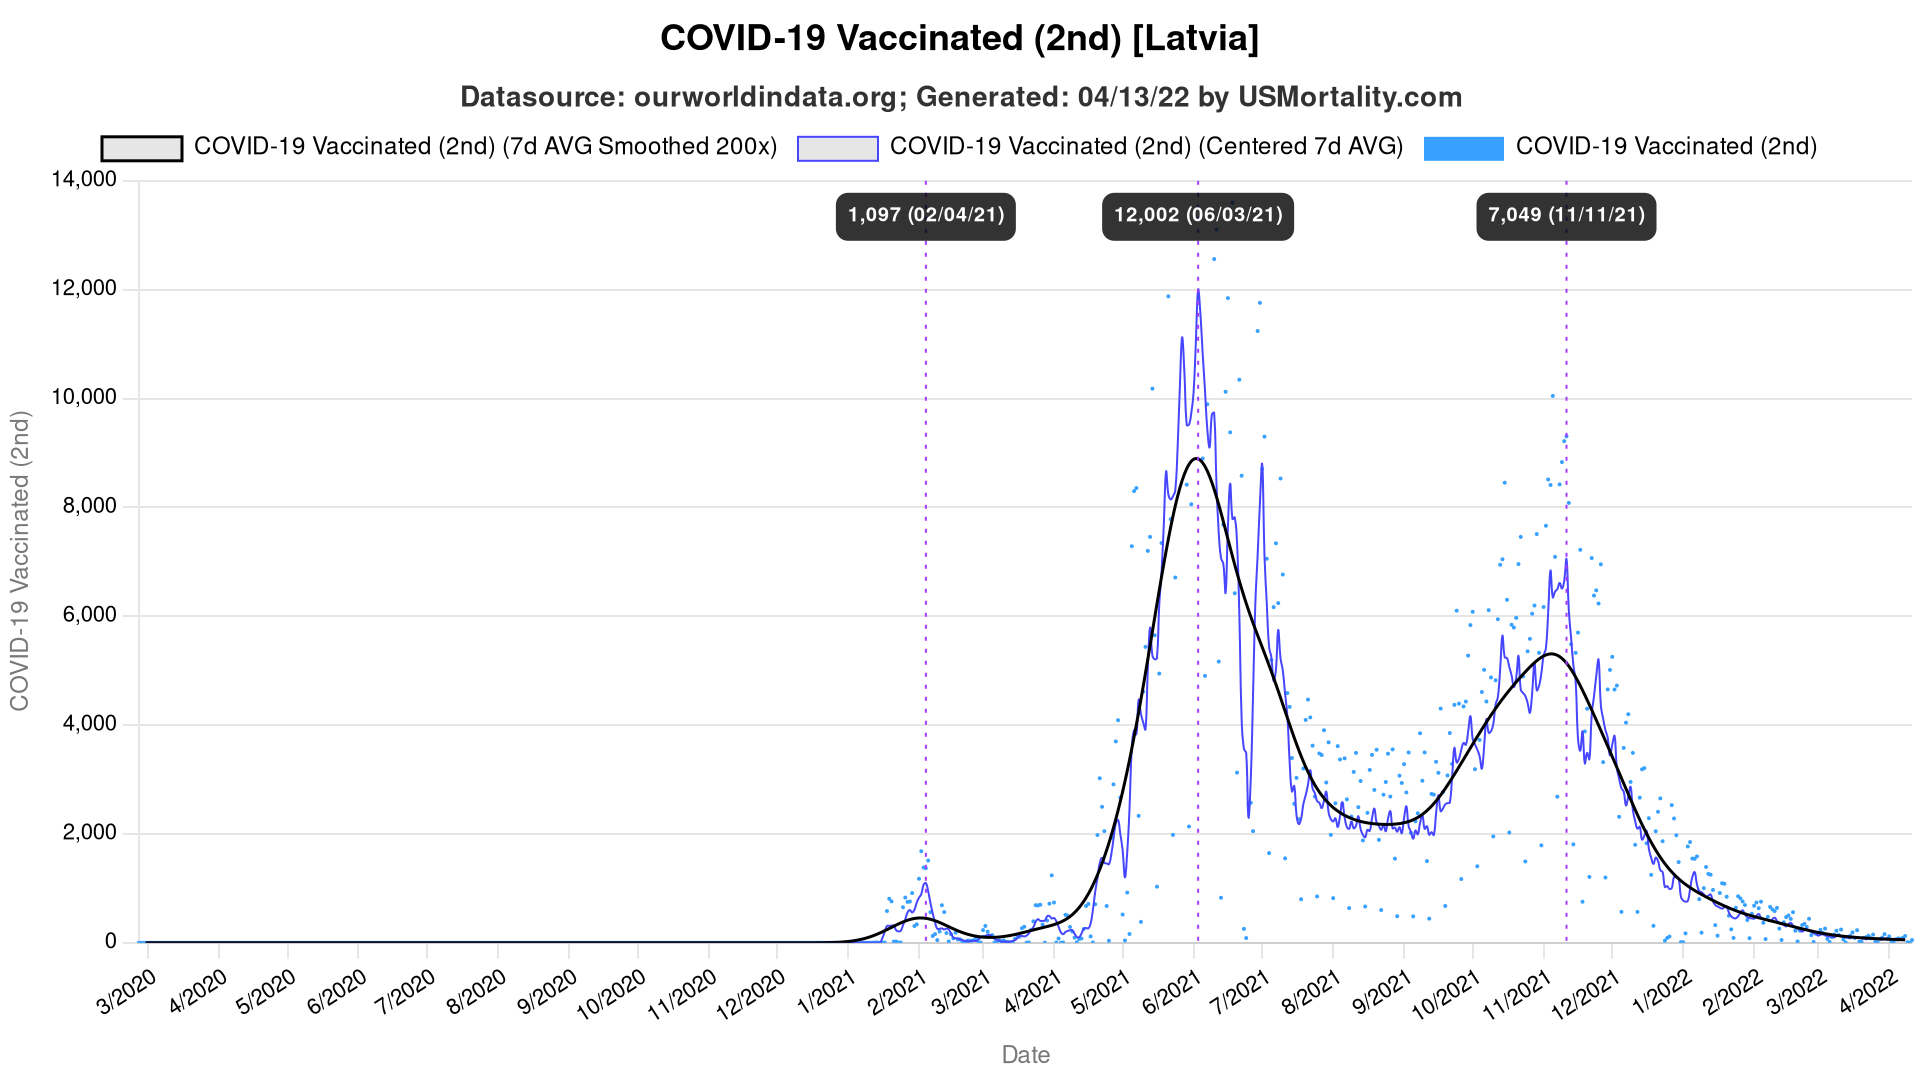 COVID-19 Vaccinated (2nd) [Latvia]
Datasource: ourworldindata.org; Generated: 04/13/22 by USMortality.com
COVID-19 Vaccinated (2nd) (7d AVG Smoothed 200x) COVID-19 Vaccinated (2nd) (Centered 7d AVG) COVID-19 Vaccinated (2nd)
1,097 (02/04/21) 12,002 (06/03/21) 7,049 (11/11/21)
COVID-19 Vaccinated (2nd)
14,000
12,000
10,000
8,000
6,000
4,000
2,000
0
3/2020 4/2020 5/2020 6/2020 7/2020 8/2020 9/2020 10/2020 11/2020 12/2020 1/2021 2/2021 3/2021 4/2021 5/2021 6/2021 7/2021 8/2021 9/2021 10/2021 11/2021 12/2021 1/2022 2/2022 3/2022 4/2022
Date